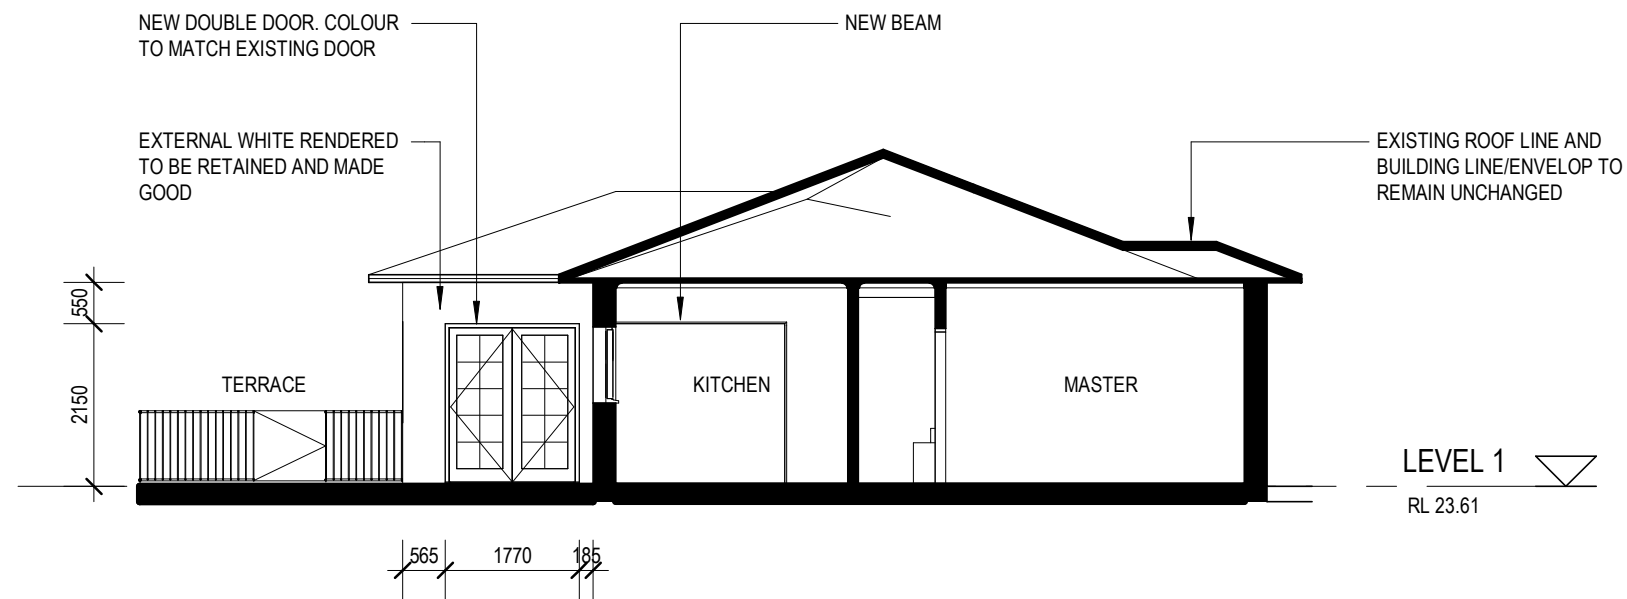 NEW DOUBLE DOOR. COLOUR
TO MATCH EXISTING DOOR
NEW BEAM
EXTERNAL WHITE RENDERED
TO BE RETAINED AND MADE
GOOD
EXISTING ROOF LINE AND
BUILDING LINE/ENVELOP TO
REMAIN UNCHANGED
550
2150
TERRACE
KITCHEN
MASTER
LEVEL 1
RL 23.61
565
1770
185